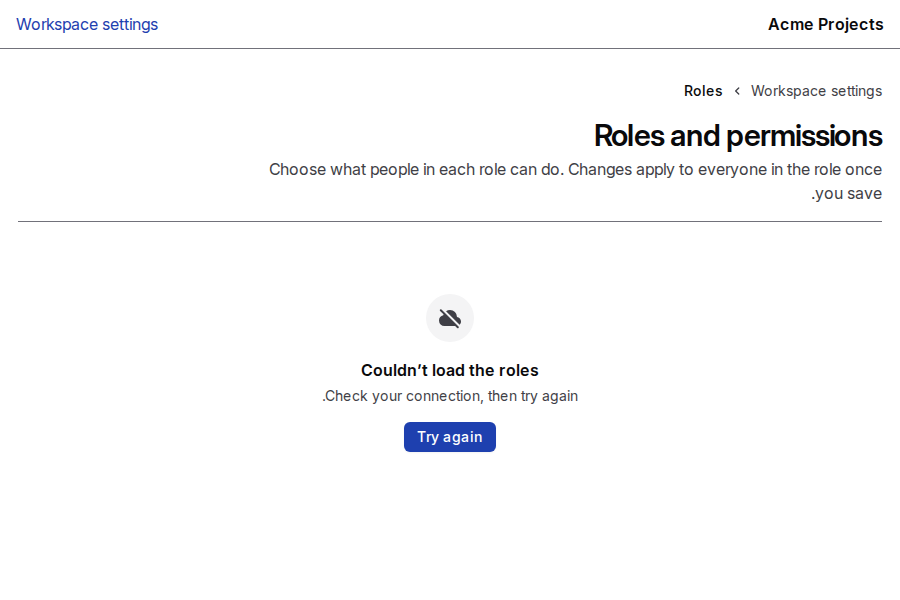 Acme Projects
Workspace settings
Workspace settings
Roles
Roles and permissions
Choose what people in each role can do. Changes apply to everyone in the role once
you save.
Couldn’t load the roles
Check your connection, then try again.
Try again